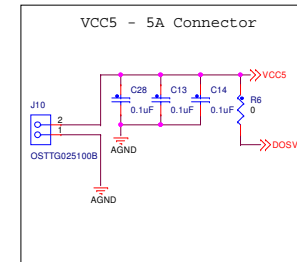 VCC5 - 5A Connector
VCC5
C28
C13
C14
R6
0.1uF
0.1uF
0.1uF
0
J10
2
1
OSTTG025100B
AGND
DOSV
AGND